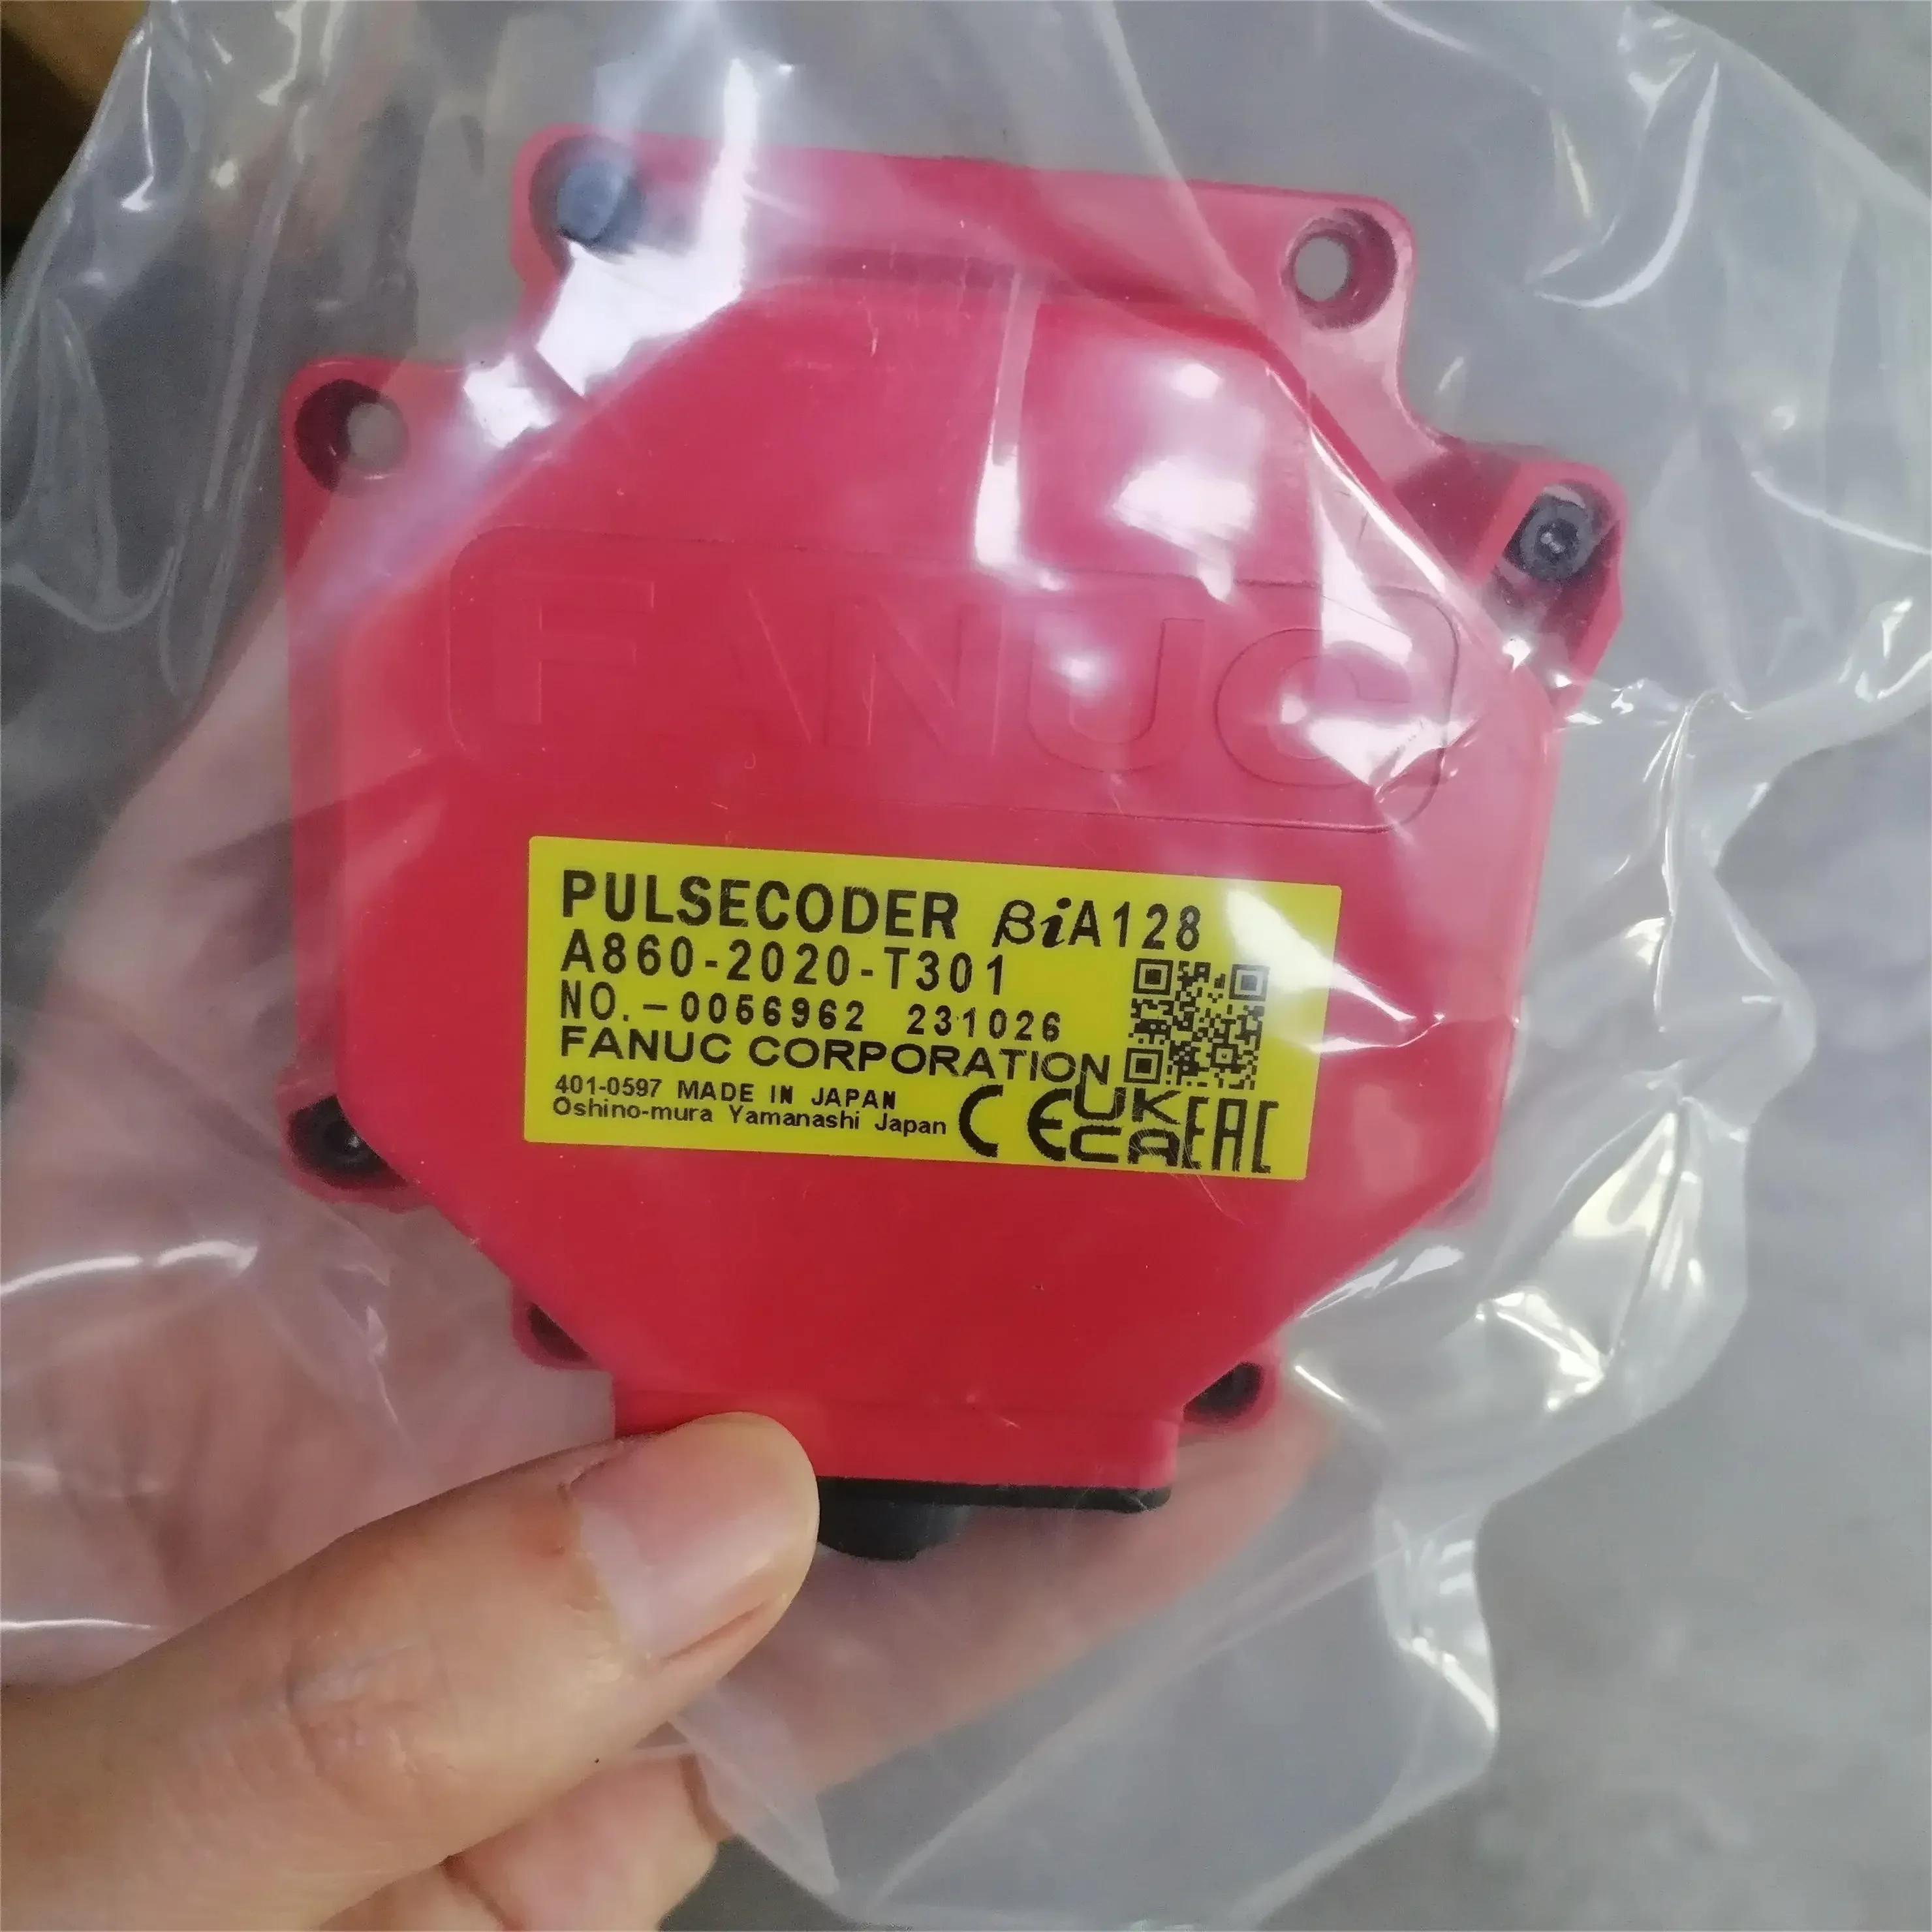 FANUC
PULSECODER βiA128
A860-2020-T301
NO.-0056962 231026
FANUC CORPORATION
401-0597 MADE IN JAPAN
Oshino-mura Yamanashi Japan
CE UK CA EAC